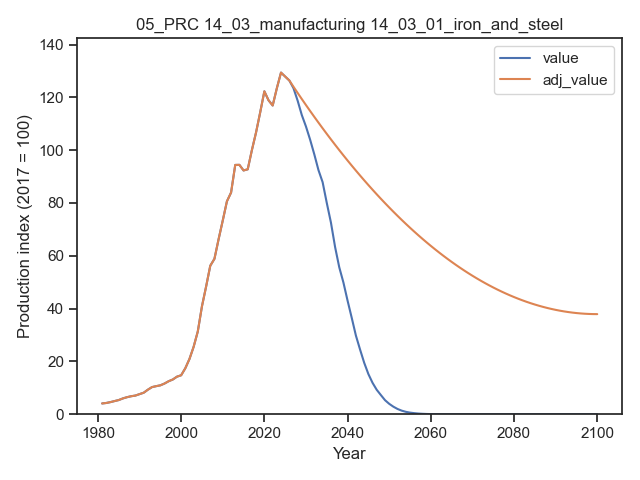 05_PRC 14_03_manufacturing 14_03_01_iron_and_steel
value
adj_value
Production index (2017 = 100)
140
120
100
80
60
40
20
0
1980 2000 2020 2040 2060 2080 2100
Year